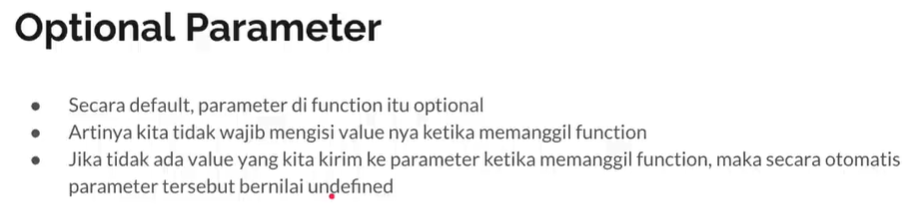 Optional Parameter
● Secara default, parameter di function itu optional
● Artinya kita tidak wajib mengisi value nya ketika memanggil function
● Jika tidak ada value yang kita kirim ke parameter ketika memanggil function, maka secara otomatis
parameter tersebut bernilai undefined